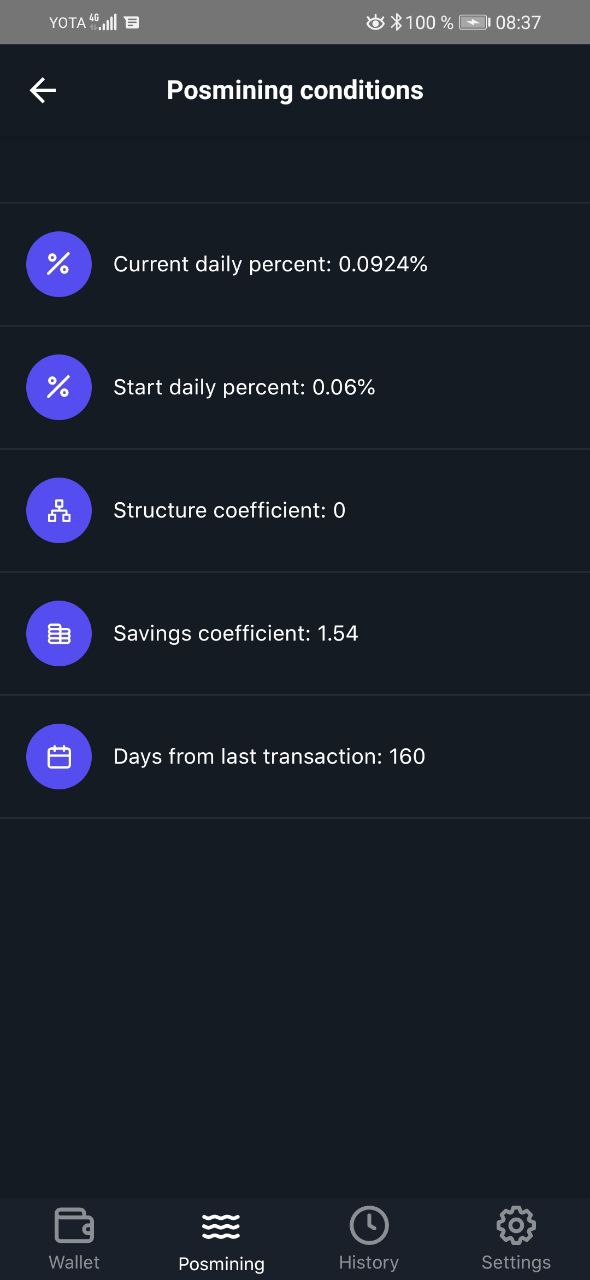 YOTA 4G 100 % 08:37
Posmining conditions
Current daily percent: 0.0924%
Start daily percent: 0.06%
Structure coefficient: 0
Savings coefficient: 1.54
Days from last transaction: 160
Wallet Posmining History Settings